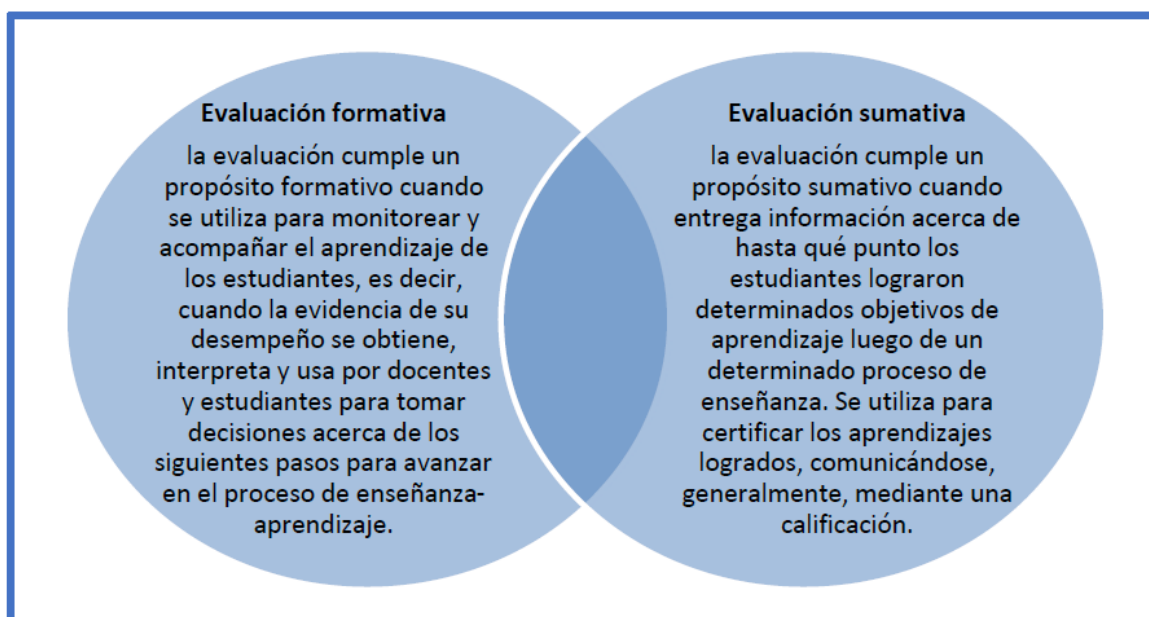 Evaluación formativa
la evaluación cumple un
propósito formativo cuando
se utiliza para monitorear y
acompañar el aprendizaje de
los estudiantes, es decir,
cuando la evidencia de su
desempeño se obtiene,
interpreta y usa por docentes
y estudiantes para tomar
decisiones acerca de los
siguientes pasos para avanzar
en el proceso de enseñanza-
aprendizaje.
Evaluación sumativa
la evaluación cumple un
propósito sumativo cuando
entrega información acerca de
hasta qué punto los
estudiantes lograron
determinados objetivos de
aprendizaje luego de un
determinado proceso de
enseñanza. Se utiliza para
certificar los aprendizajes
logrados, comunicándose,
generalmente, mediante una
calificación.